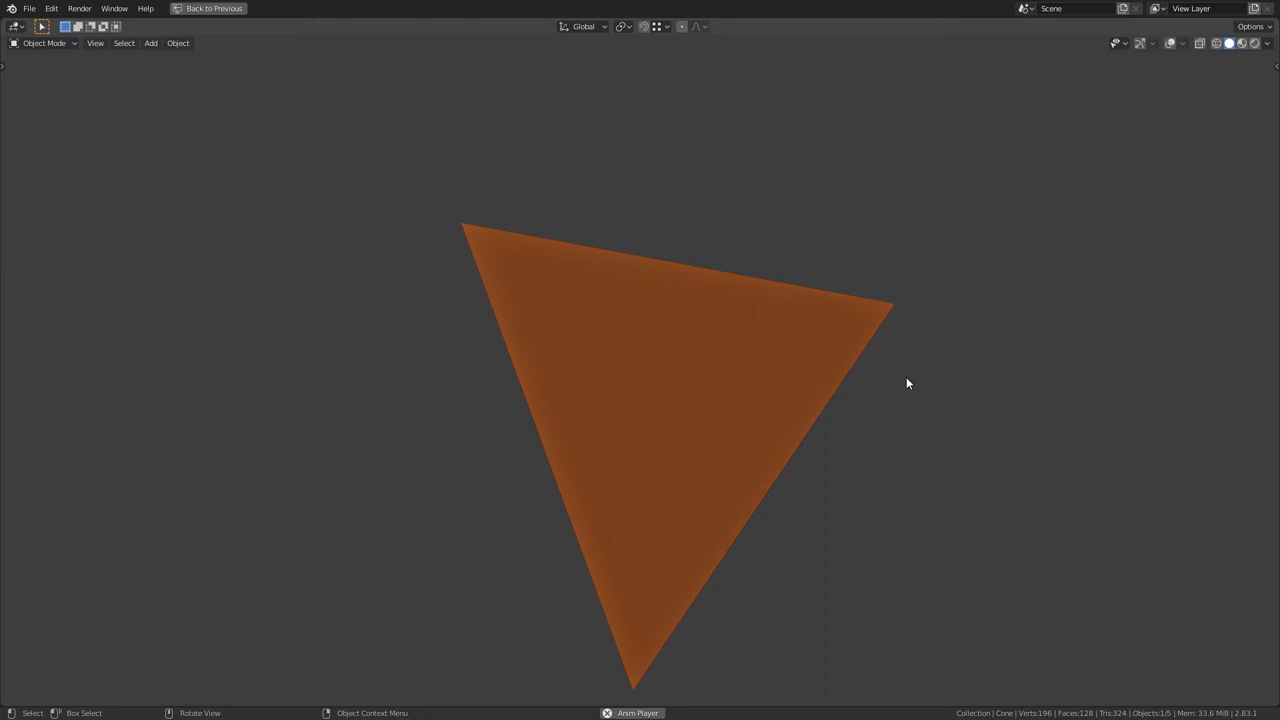 File Edit Render Window Help Back to Previous Scene View Layer
Global Options
Object Mode View Select Add Object
Select Box Select Rotate View Object Context Menu Anim Player Collection | Cone | Verts:196 | Faces:128 | Tris:324 | Objects:1/5 | Mem: 33.6 MiB | 2.83.1